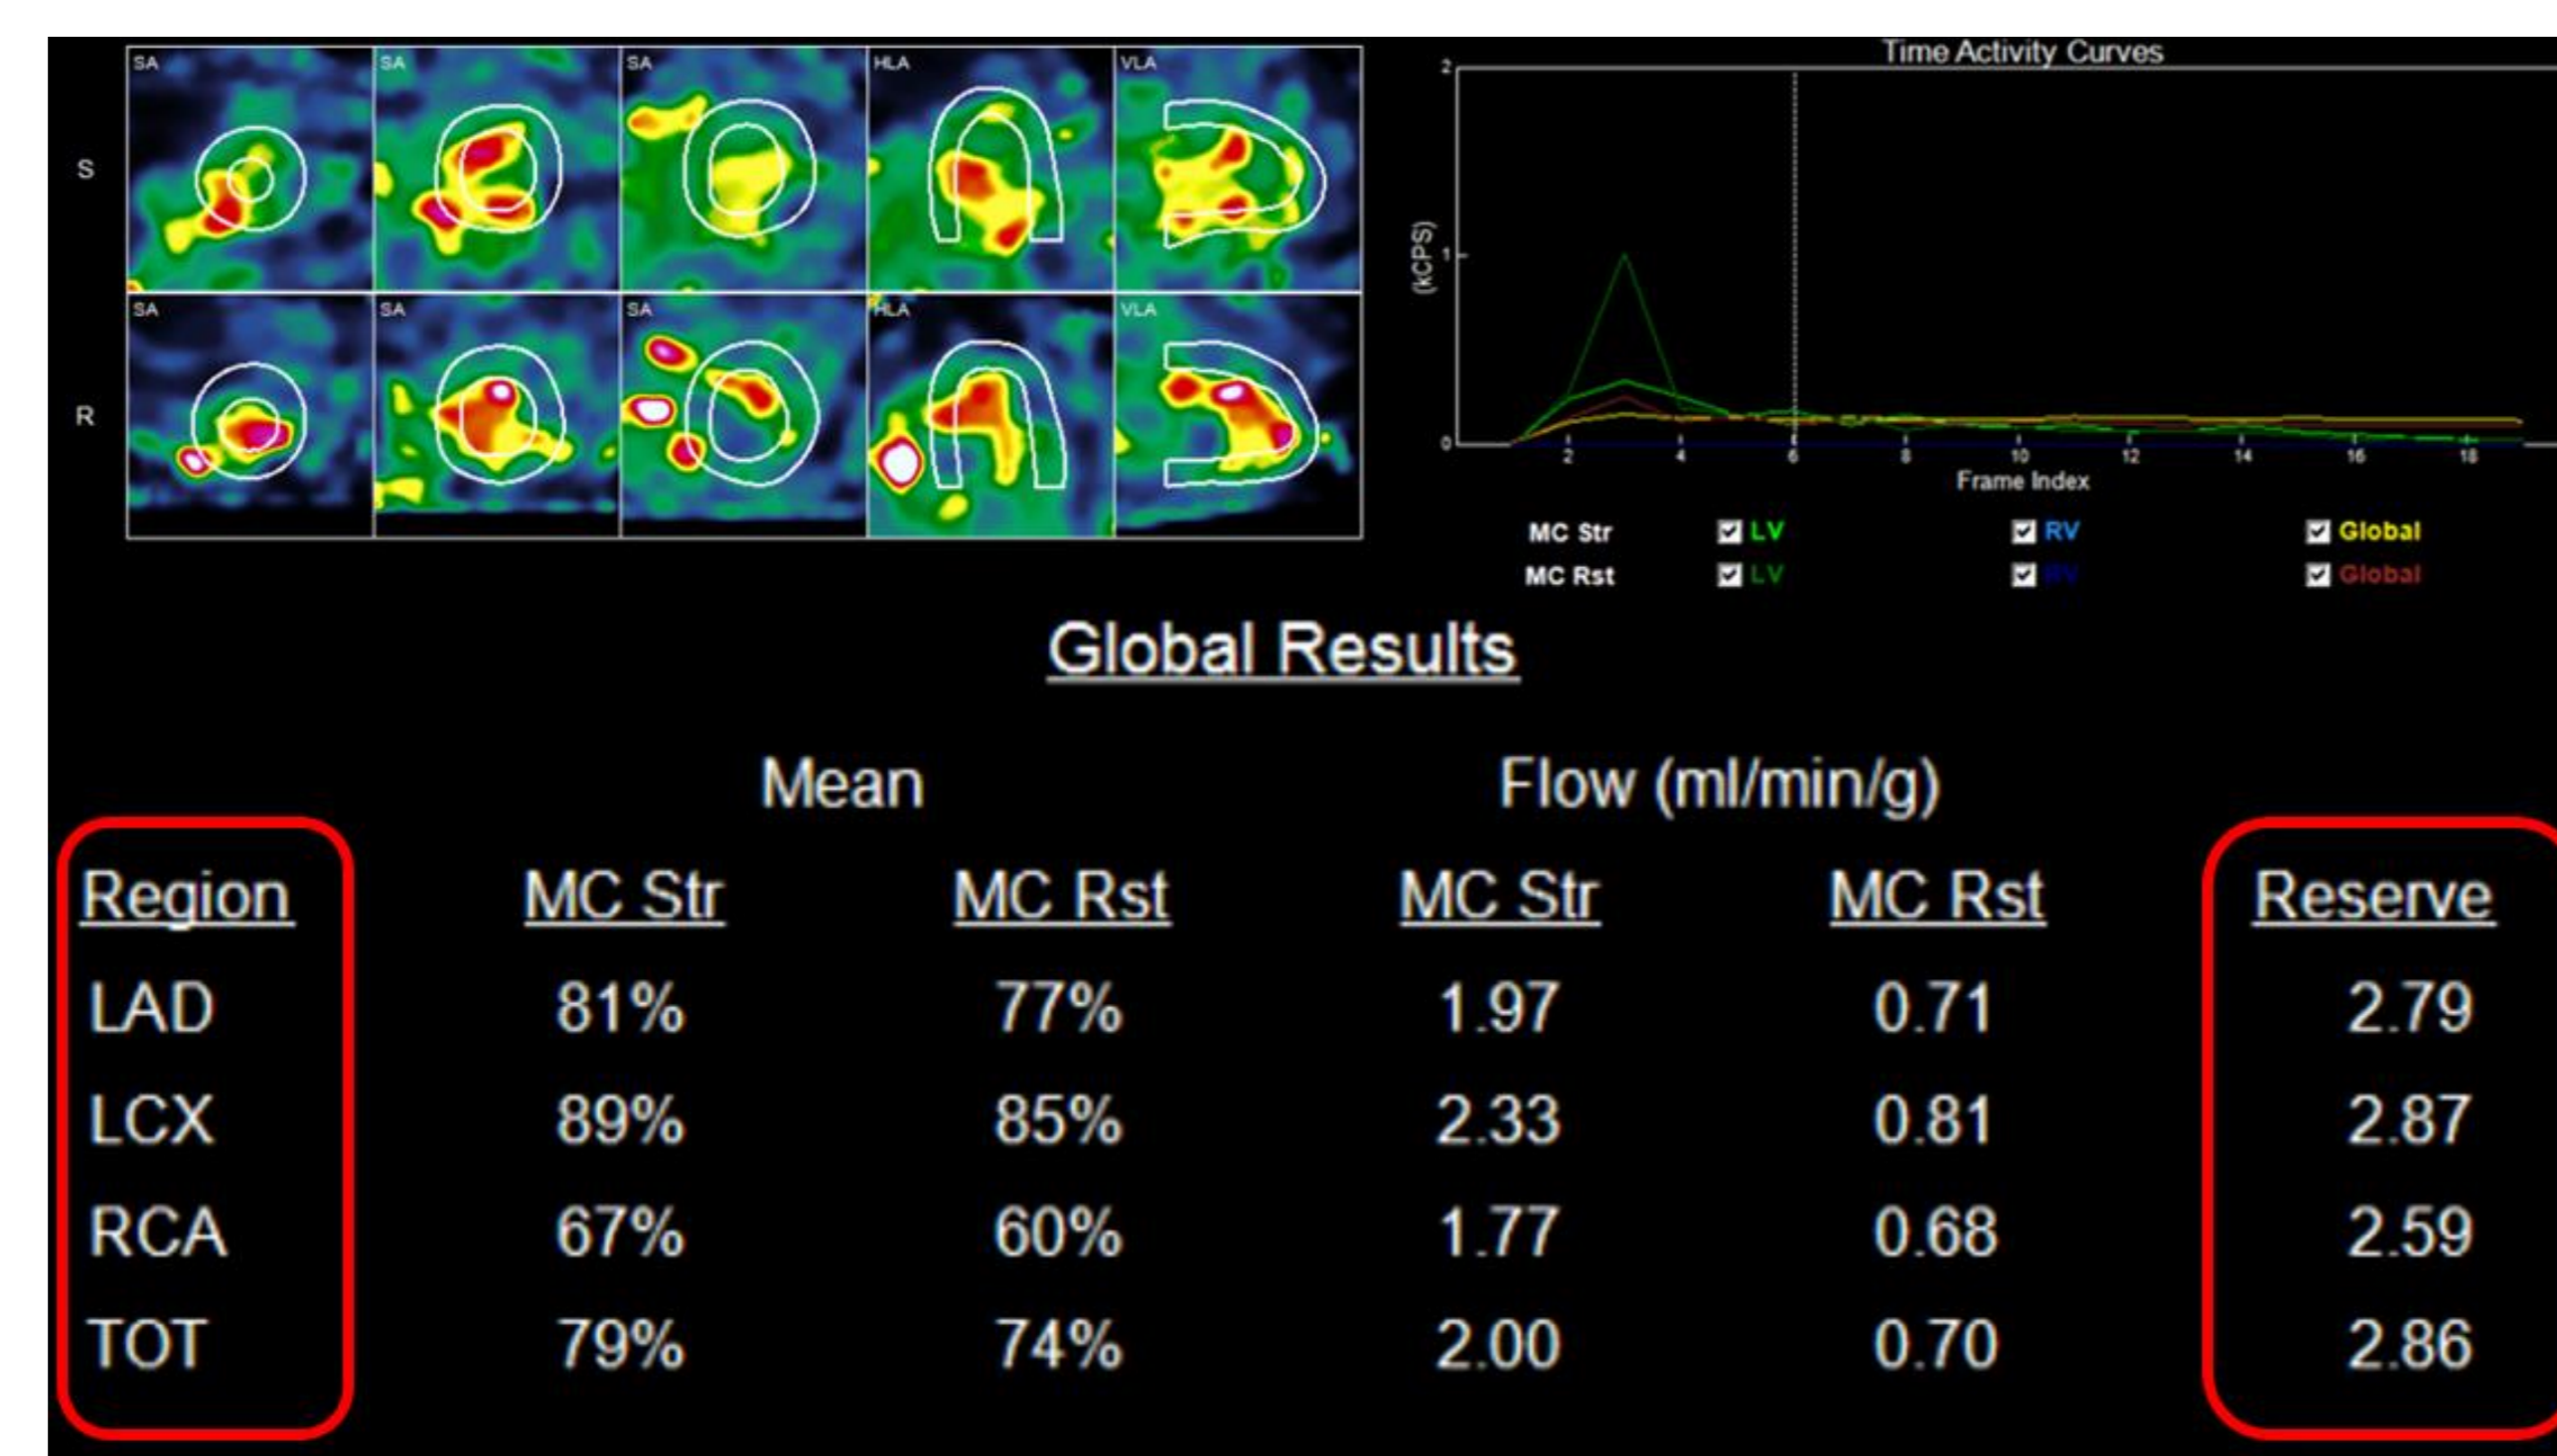 SA SA SA HLA VLA
S
SA SA SA HLA VLA
R
Time Activity Curves
(kCPS)
2
1
0
2 4 6 8 10 12 14 16 18
Frame Index
MC Str LV RV Global
MC Rst LV RV Global
Global Results
Mean Flow (ml/min/g)
Region MC Str MC Rst MC Str MC Rst Reserve
LAD 81% 77% 1.97 0.71 2.79
LCX 89% 85% 2.33 0.81 2.87
RCA 67% 60% 1.77 0.68 2.59
TOT 79% 74% 2.00 0.70 2.86